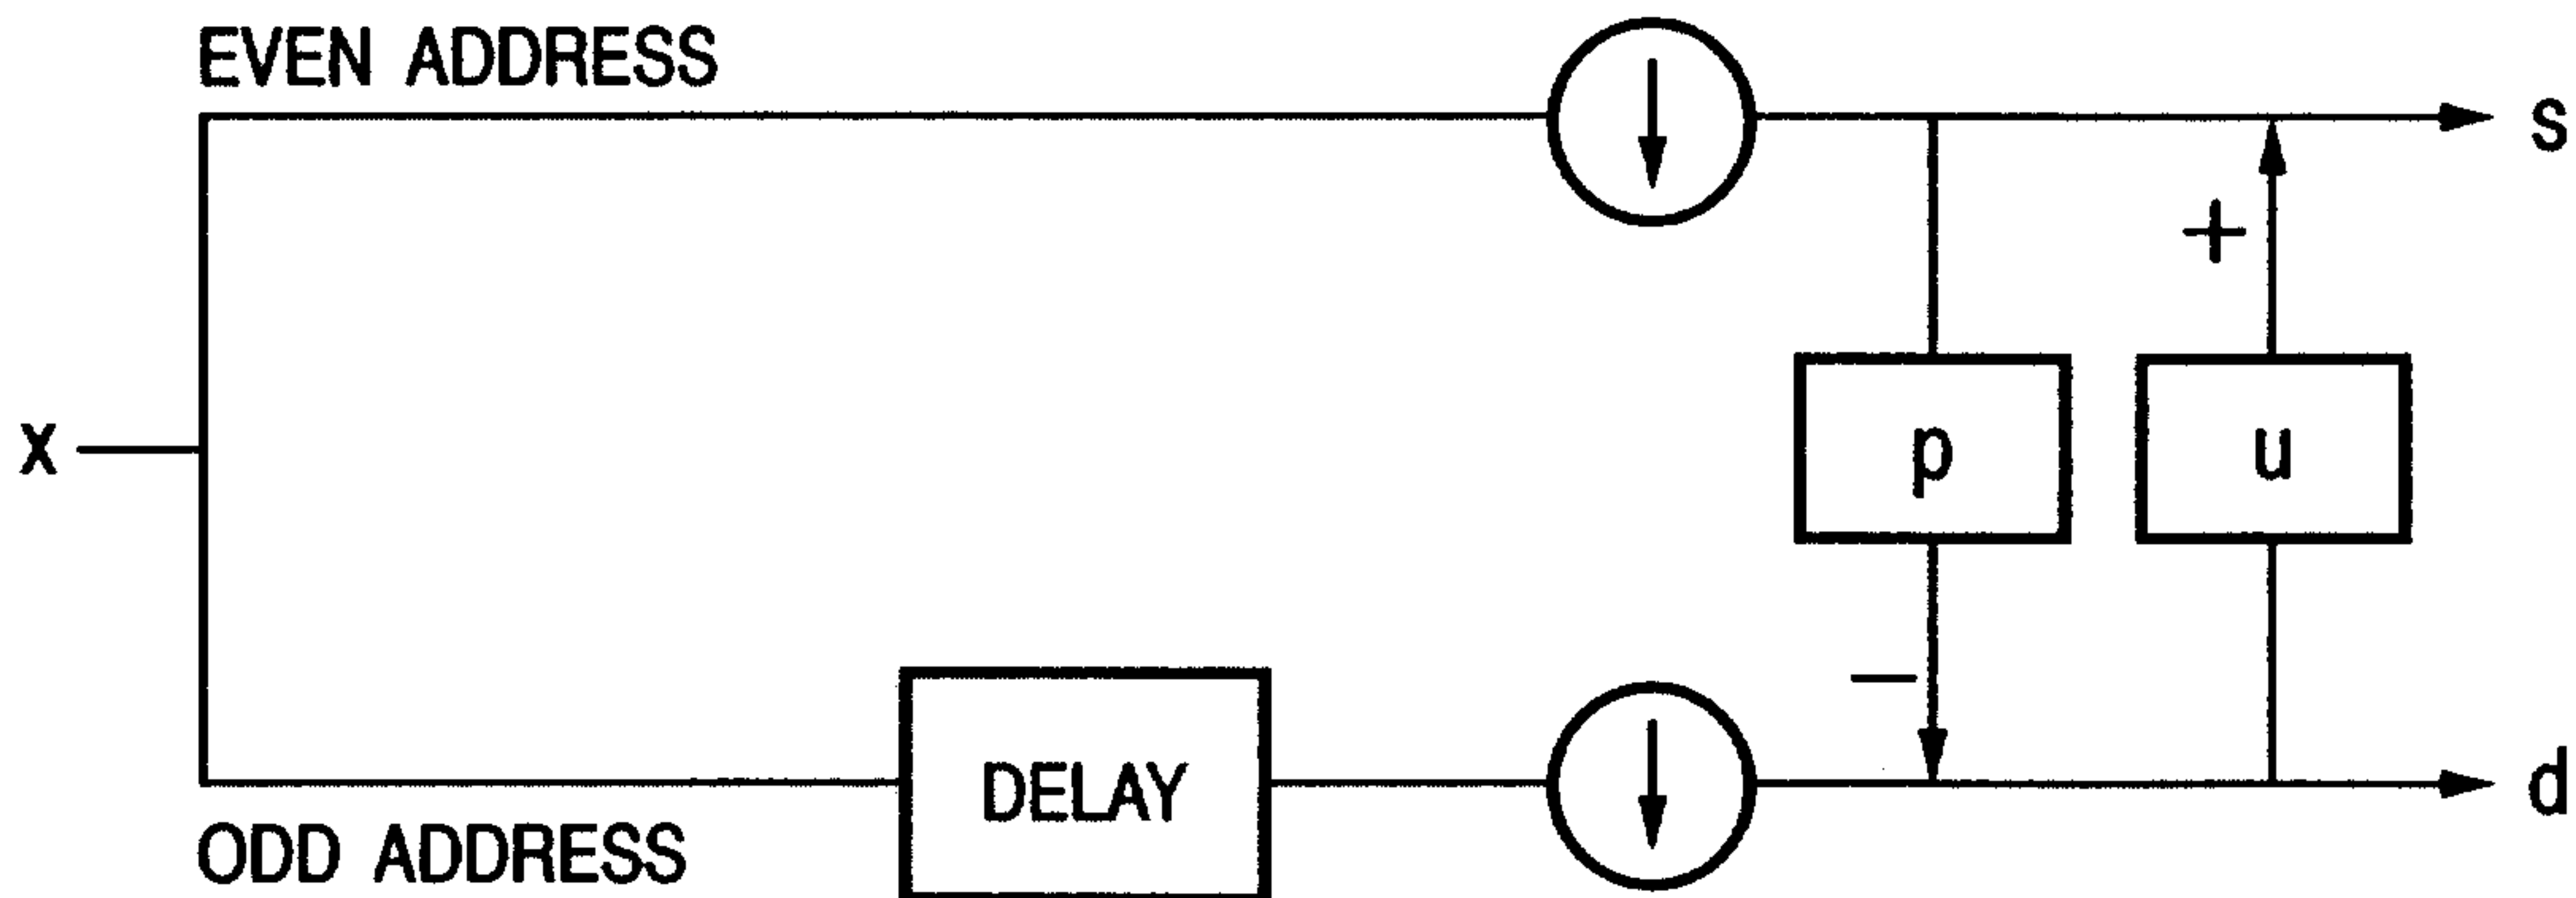 EVEN ADDRESS
s
+
x
p
u
−
DELAY
d
ODD ADDRESS